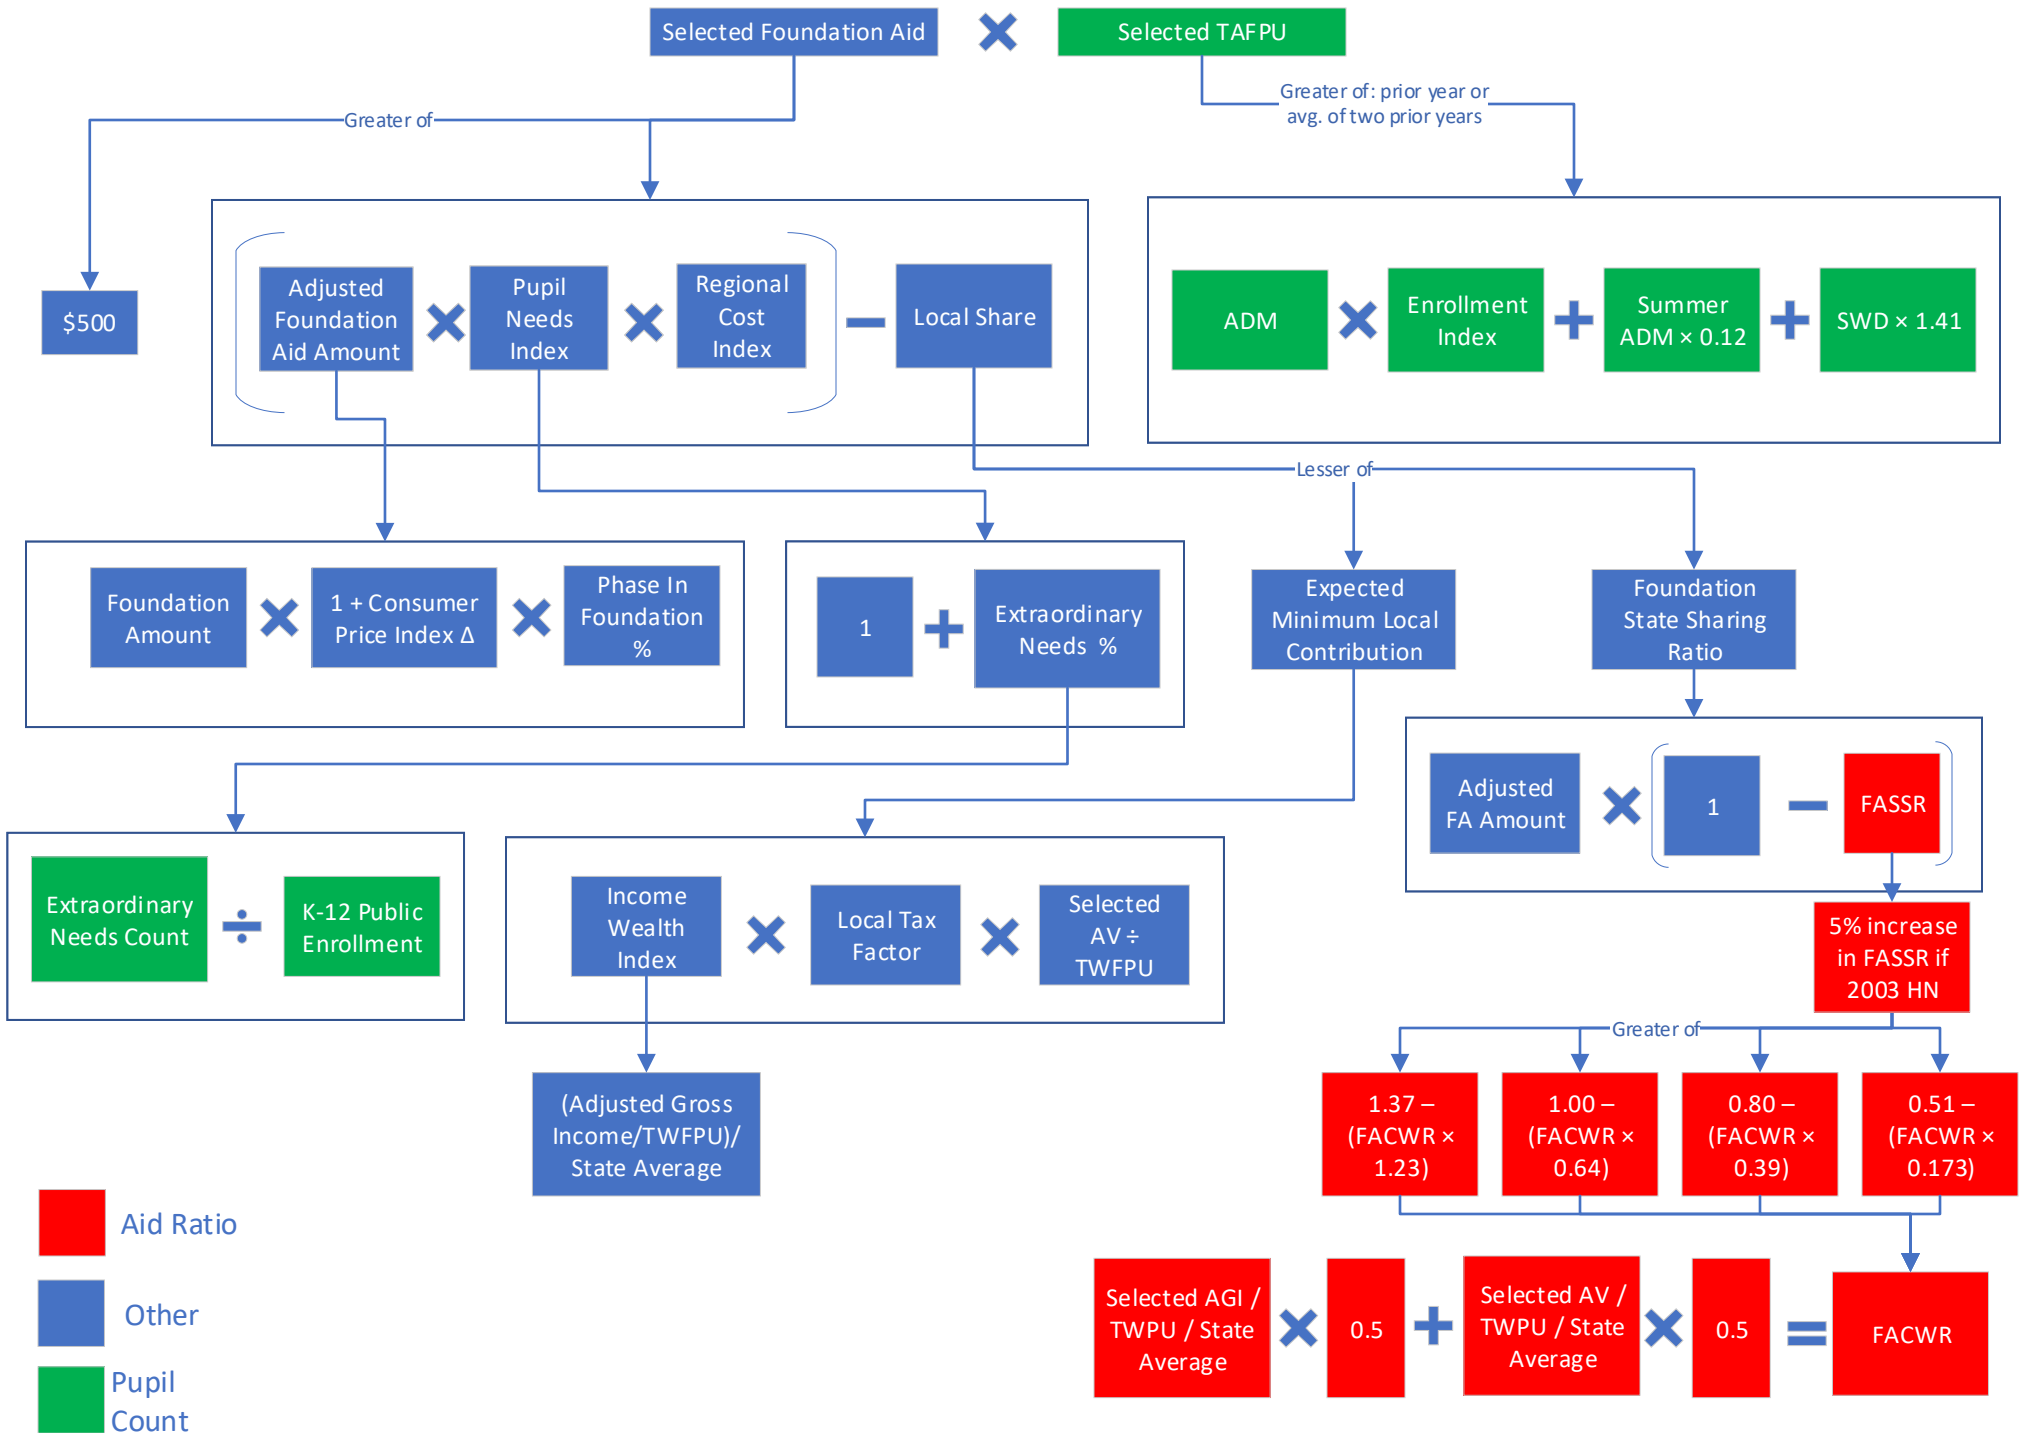 Selected Foundation Aid
Selected TAFPU
Greater of
Greater of: prior year or
avg. of two prior years
$500
Adjusted
Foundation
Aid Amount
Pupil
Needs
Index
Regional
Cost
Index
Local Share
ADM
Enrollment
Index
Summer
ADM × 0.12
SWD × 1.41
Lesser of
Foundation
Amount
1 + Consumer
Price Index Δ
Phase In
Foundation
%
1
Extraordinary
Needs %
Expected
Minimum Local
Contribution
Foundation
State Sharing
Ratio
Adjusted
FA Amount
1
FASSR
Extraordinary
Needs Count
K-12 Public
Enrollment
Income
Wealth
Index
Local Tax
Factor
Selected
AV ÷
TWFPU
5% increase
in FASSR if
2003 HN
Greater of
(Adjusted Gross
Income/TWFPU)/
State Average
1.37 –
(FACWR ×
1.23)
1.00 –
(FACWR ×
0.64)
0.80 –
(FACWR ×
0.39)
0.51 –
(FACWR ×
0.173)
Aid Ratio
Other
Pupil
Count
Selected AGI /
TWPU / State
Average
0.5
Selected AV /
TWPU / State
Average
0.5
FACWR